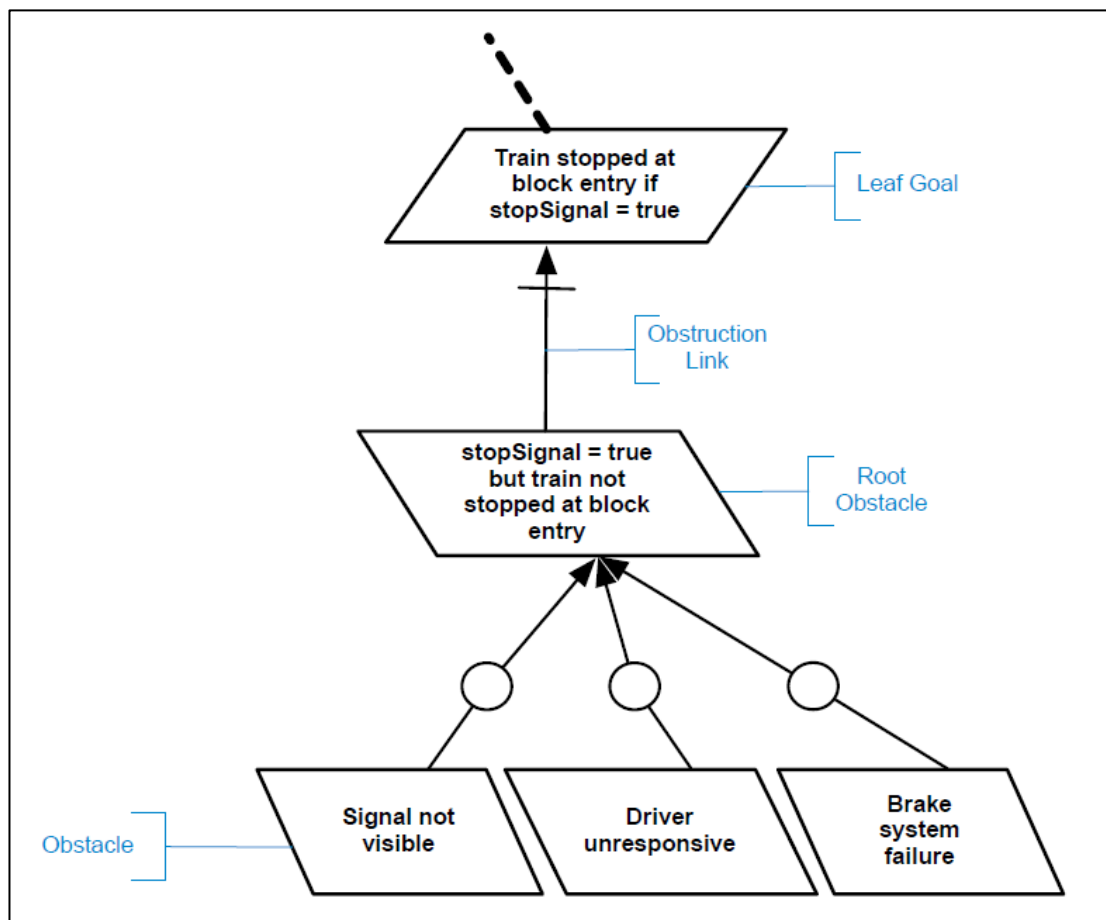 Train stopped at
block entry if
stopSignal = true
Leaf Goal
Obstruction
Link
stopSignal = true
but train not
stopped at block
entry
Root
Obstacle
Obstacle
Signal not
visible
Driver
unresponsive
Brake
system
failure